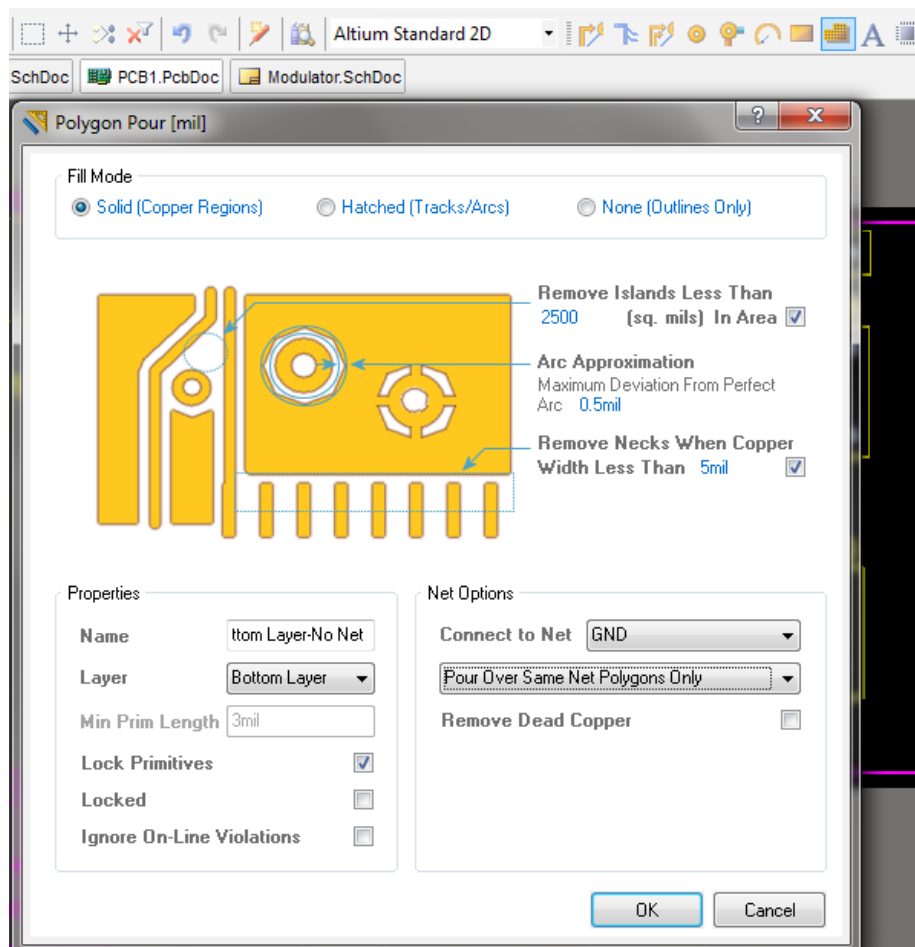 Altium Standard 2D
A
SchDoc PCB1.PcbDoc Modulator.SchDoc
Polygon Pour [mil]
?
Fill Mode
Solid (Copper Regions) Hatched (Tracks/Arcs) None (Outlines Only)
Remove Islands Less Than
2500 (sq. mils) In Area
Arc Approximation
Maximum Deviation From Perfect
Arc 0.5mil
Remove Necks When Copper
Width Less Than 5mil
Properties
Name ttom Layer-No Net
Layer Bottom Layer
Min Prim Length 3mil
Lock Primitives
Locked
Ignore On-Line Violations
Net Options
Connect to Net GND
Pour Over Same Net Polygons Only
Remove Dead Copper
OK Cancel